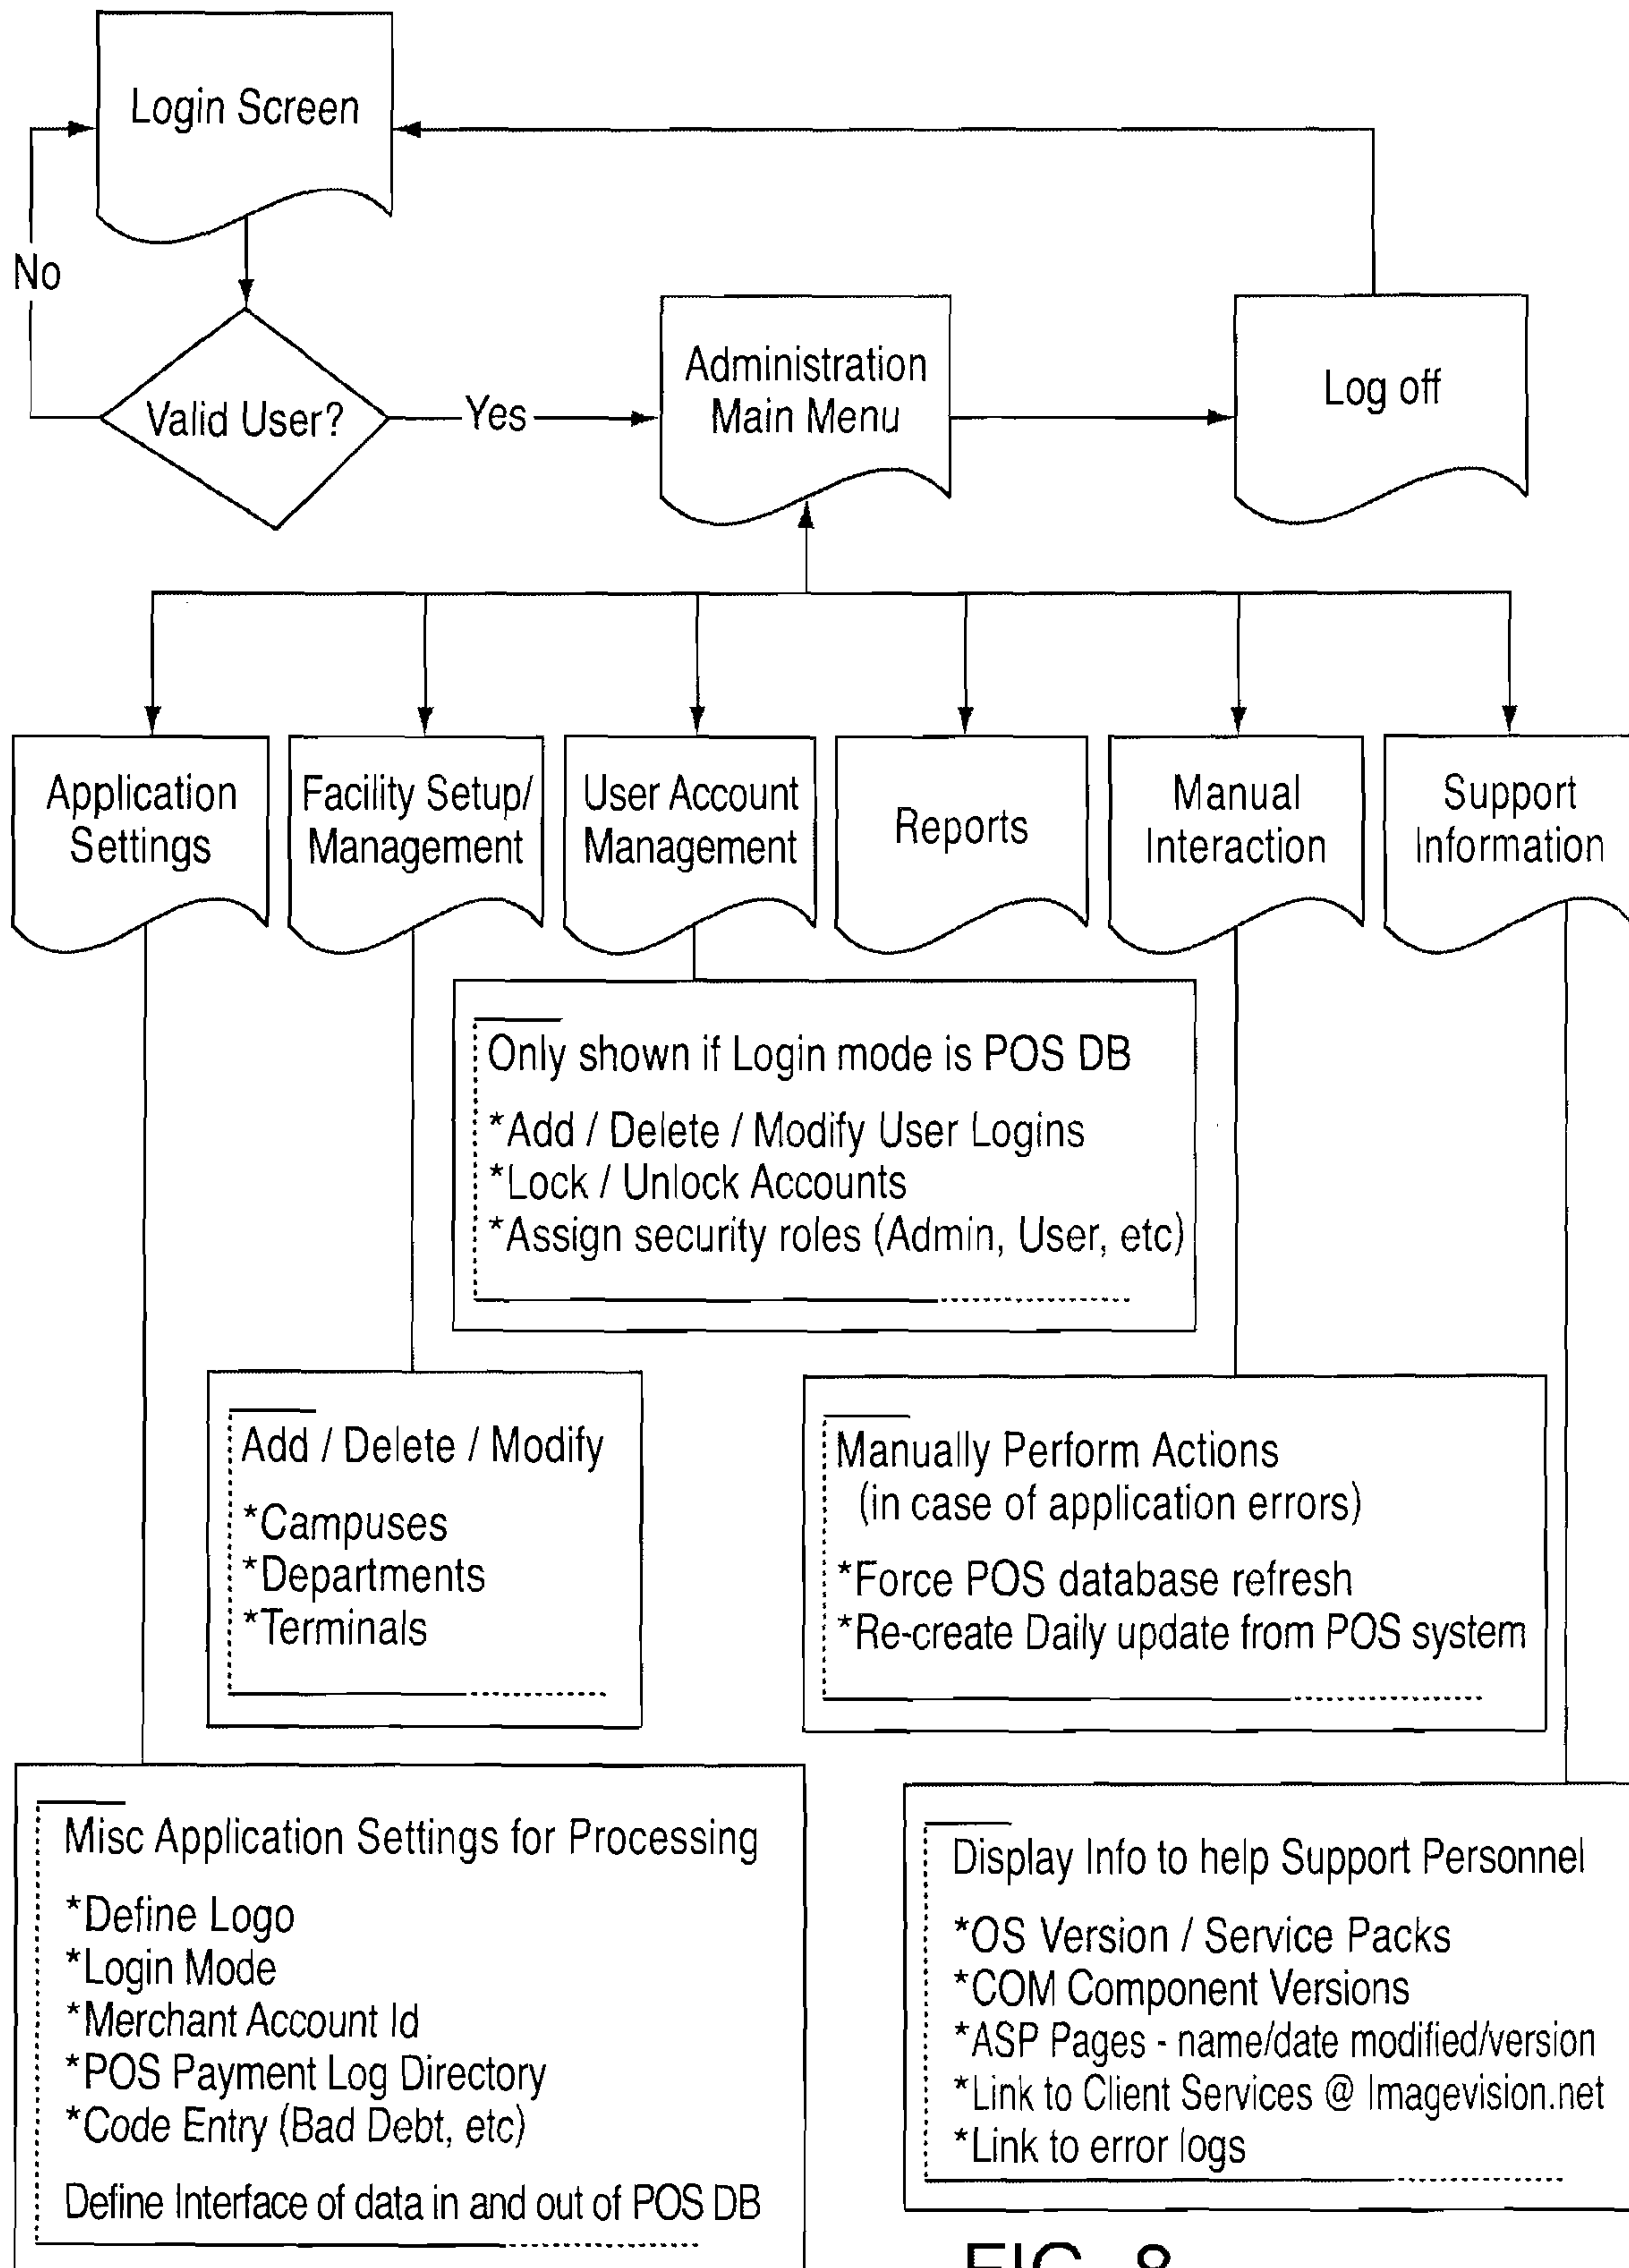 Login Screen
No
Valid User?
Yes
Administration
Main Menu
Log off
Application
Settings
Facility Setup/
Management
User Account
Management
Reports
Manual
Interaction
Support
Information
Only shown if Login mode is POS DB
*Add / Delete / Modify User Logins
*Lock / Unlock Accounts
*Assign security roles (Admin, User, etc)
Add / Delete / Modify
*Campuses
*Departments
*Terminals
Manually Perform Actions
(in case of application errors)
*Force POS database refresh
*Re-create Daily update from POS system
Misc Application Settings for Processing
*Define Logo
*Login Mode
*Merchant Account Id
*POS Payment Log Directory
*Code Entry (Bad Debt, etc)
Define Interface of data in and out of POS DB
Display Info to help Support Personnel
*OS Version / Service Packs
*COM Component Versions
*ASP Pages - name/date modified/version
*Link to Client Services @ Imagevision.net
*Link to error logs
FIG. 8